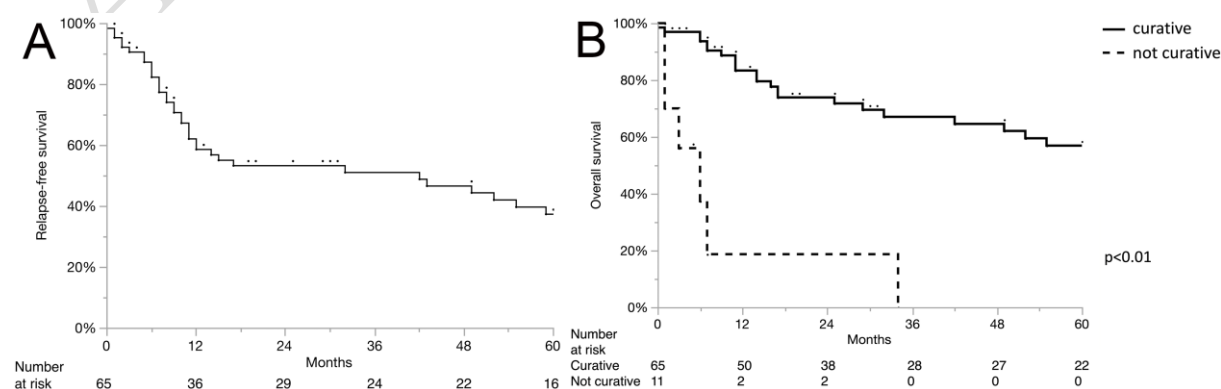 A
100%
80%
60%
40%
20%
0%
Relapse-free survival
0 12 24 36 48 60
Months
Number
at risk
65 36 29 24 22 16
B
100%
80%
60%
40%
20%
0%
Overall survival
curative
not curative
p<0.01
0 12 24 36 48 60
Months
Number
at risk
Curative 65 50 38 28 27 22
Not curative 11 2 2 0 0 0